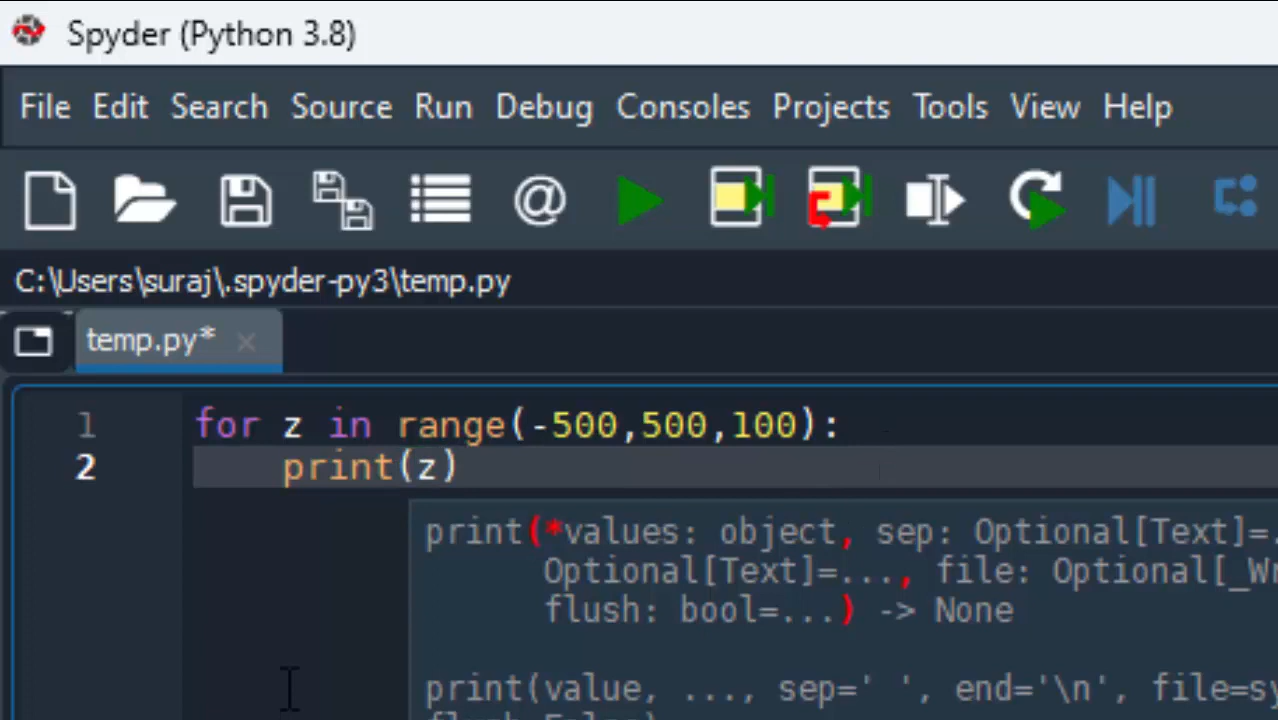 Spyder (Python 3.8)
File Edit Search Source Run Debug Consoles Projects Tools View Help
@
C:\Users\suraj\.spyder-py3\temp.py
temp.py*
1 for z in range(-500,500,100):
2 print(z)
print(*values: object, sep: Optional[Text]=.
Optional[Text]=..., file: Optional[_Wr
flush: bool=...) -> None
print(value, ..., sep=' ', end='\n', file=sy